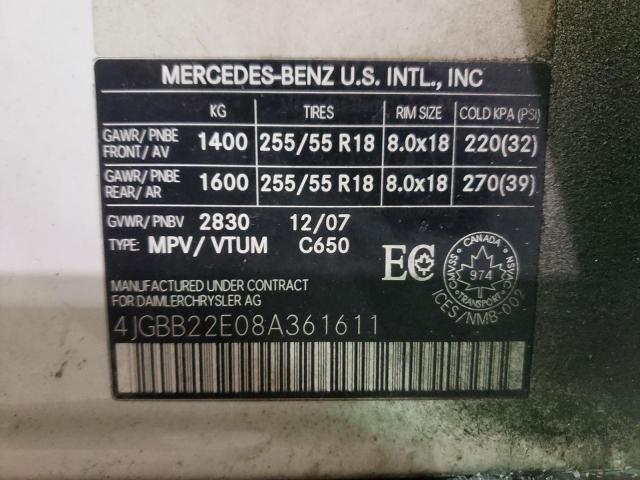 MERCEDES-BENZ U.S. INTL., INC
KG TIRES RIM SIZE COLD KPA (PSI)
GAWR/PNBE FRONT/AV 1400 255/55 R18 8.0x18 220(32)
GAWR/PNBE REAR/AR 1600 255/55 R18 8.0x18 270(39)
GVWR/PNBV 2830 12/07
TYPE: MPV/VTUM C650
EC
CANADA
CMVSS 974 NSVAC
TRANSPORT
ICES/NMB-002
MANUFACTURED UNDER CONTRACT
FOR DAIMLERCHRYSLER AG
4JGBB22E08A361611